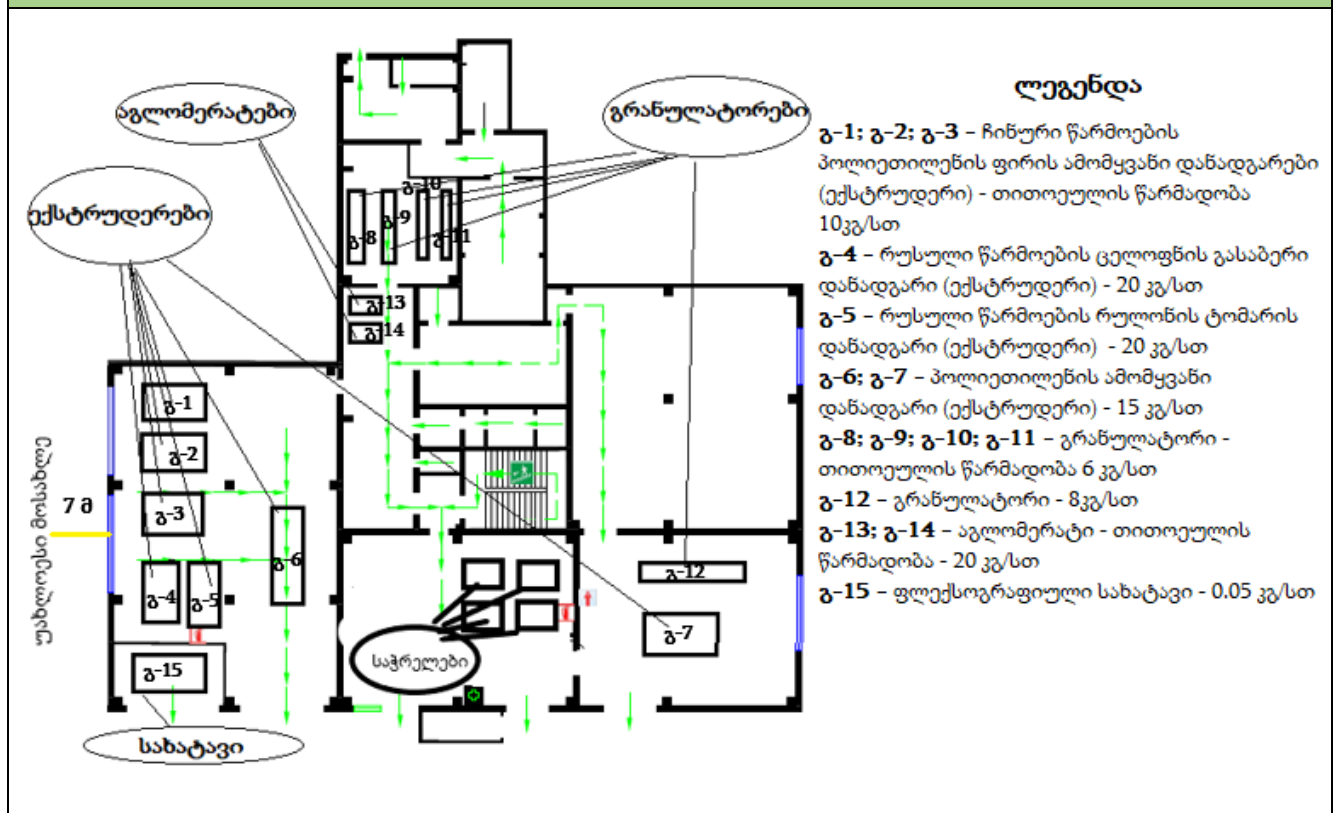 ლეგენდა
აგლომერატები
გრანულატორები
ექსტრუდერები
გ-1; გ-2; გ-3 – ჩინური წარმოების
პოლიეთილენის ფირის ამომყვანი დანადგარები
(ექსტრუდერი) - თითოეულის წარმადობა
10კგ/სთ
გ-4 – რუსული წარმოების ცელოფნის გასაბერი
დანადგარი (ექსტრუდერი) - 20 კგ/სთ
გ-5 – რუსული წარმოების რულონის ტომარის
დანადგარი (ექსტრუდერი) - 20 კგ/სთ
გ-6; გ-7 – პოლიეთილენის ამომყვანი
დანადგარი (ექსტრუდერი) - 15 კგ/სთ
გ-8; გ-9; გ-10; გ-11 – გრანულატორი -
თითოეულის წარმადობა 6 კგ/სთ
გ-12 – გრანულატორი - 8კგ/სთ
გ-13; გ-14 – აგლომერატი - თითოეულის
წარმადობა - 20 კგ/სთ
გ-15 – ფლექსოგრაფიული სახატავი - 0.05 კგ/სთ
გ-10
გ-9
გ-8
გ-11
გ-13
გ-14
გ-1
გ-2
გ-3
გ-6
გ-4
გ-5
გ-15
გ-12
გ-7
7 მ
უახლოესი მოსახლე
საჭრელები
სახატავი